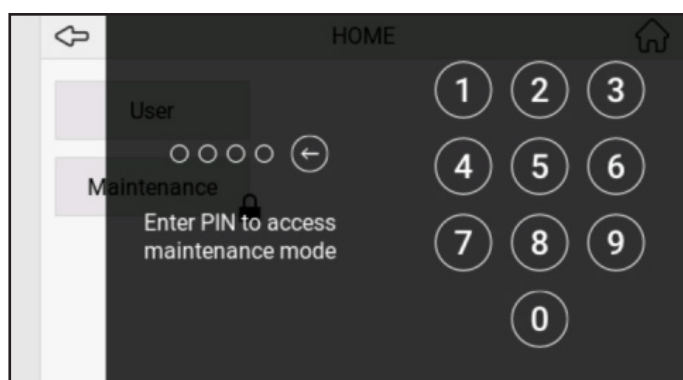 HOME
User
Maintenance
Enter PIN to access
maintenance mode
1 2 3
4 5 6
7 8 9
0